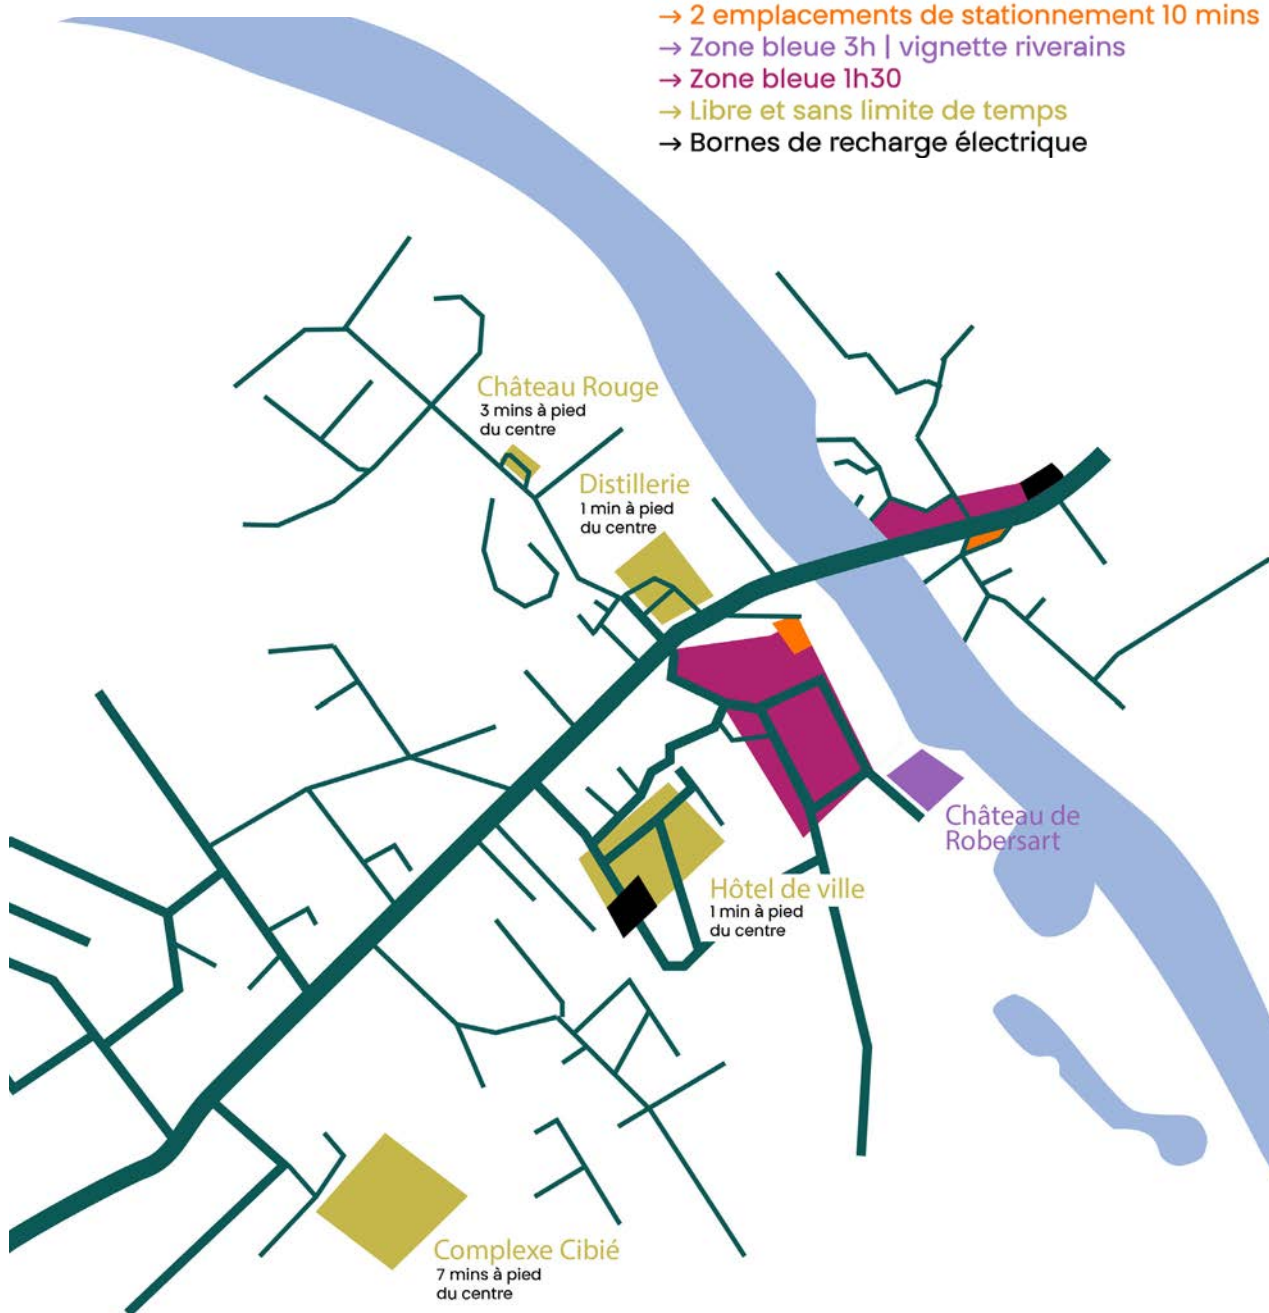 → 2 emplacements de stationnement 10 mins
→ Zone bleue 3h | vignette riverains
→ Zone bleue 1h30
→ Libre et sans limite de temps
→ Bornes de recharge électrique
Château Rouge
3 mins à pied
du centre
Distillerie
1 min à pied
du centre
Château de
Robersart
Hôtel de ville
1 min à pied
du centre
Complexe Cibié
7 mins à pied
du centre